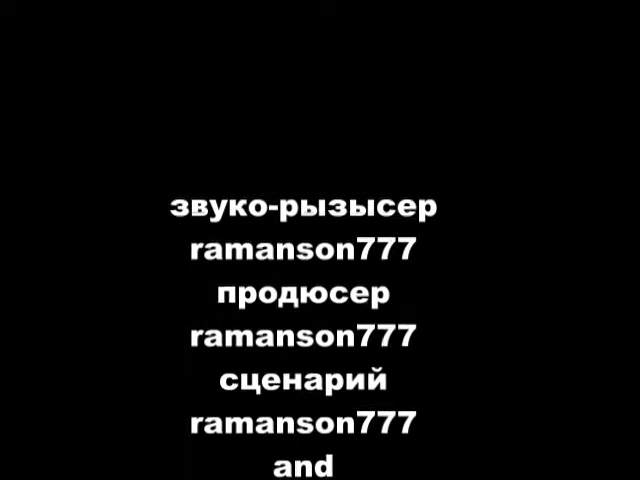 звуко-рызысер
ramanson777
продюсер
ramanson777
сценарий
ramanson777
and